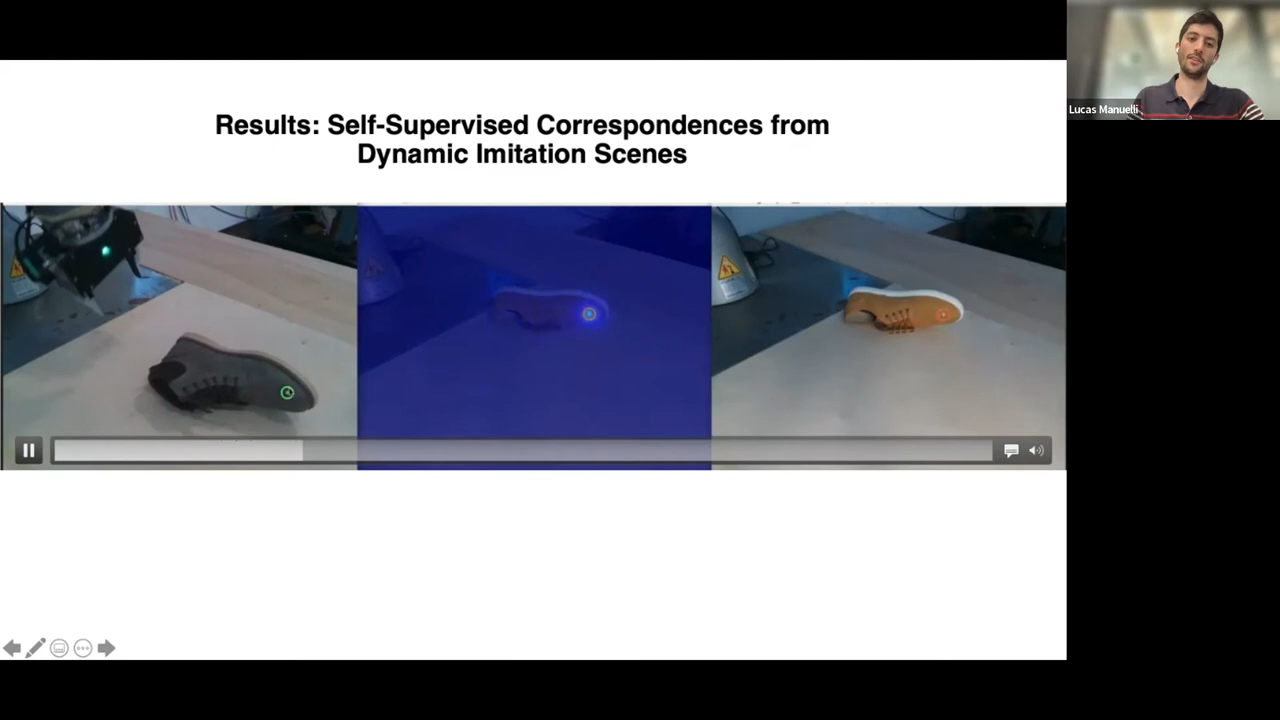 Results: Self-Supervised Correspondences from
Dynamic Imitation Scenes
Lucas Manuelli